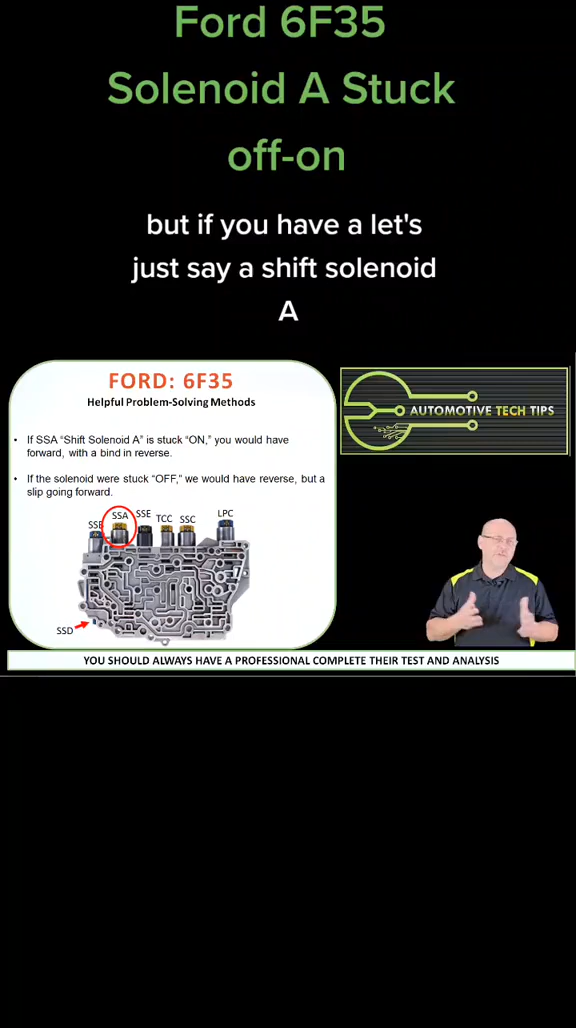 Ford 6F35
Solenoid A Stuck
off-on
but if you have a let's
just say a shift solenoid
A
FORD: 6F35
Helpful Problem-Solving Methods
• If SSA “Shift Solenoid A” is stuck “ON,” you would have
forward, with a bind in reverse.
• If the solenoid were stuck “OFF,” we would have reverse, but a
slip going forward.
SSB SSA SSE TCC SSC LPC
SSD
AUTOMOTIVE TECH TIPS
YOU SHOULD ALWAYS HAVE A PROFESSIONAL COMPLETE THEIR TEST AND ANALYSIS